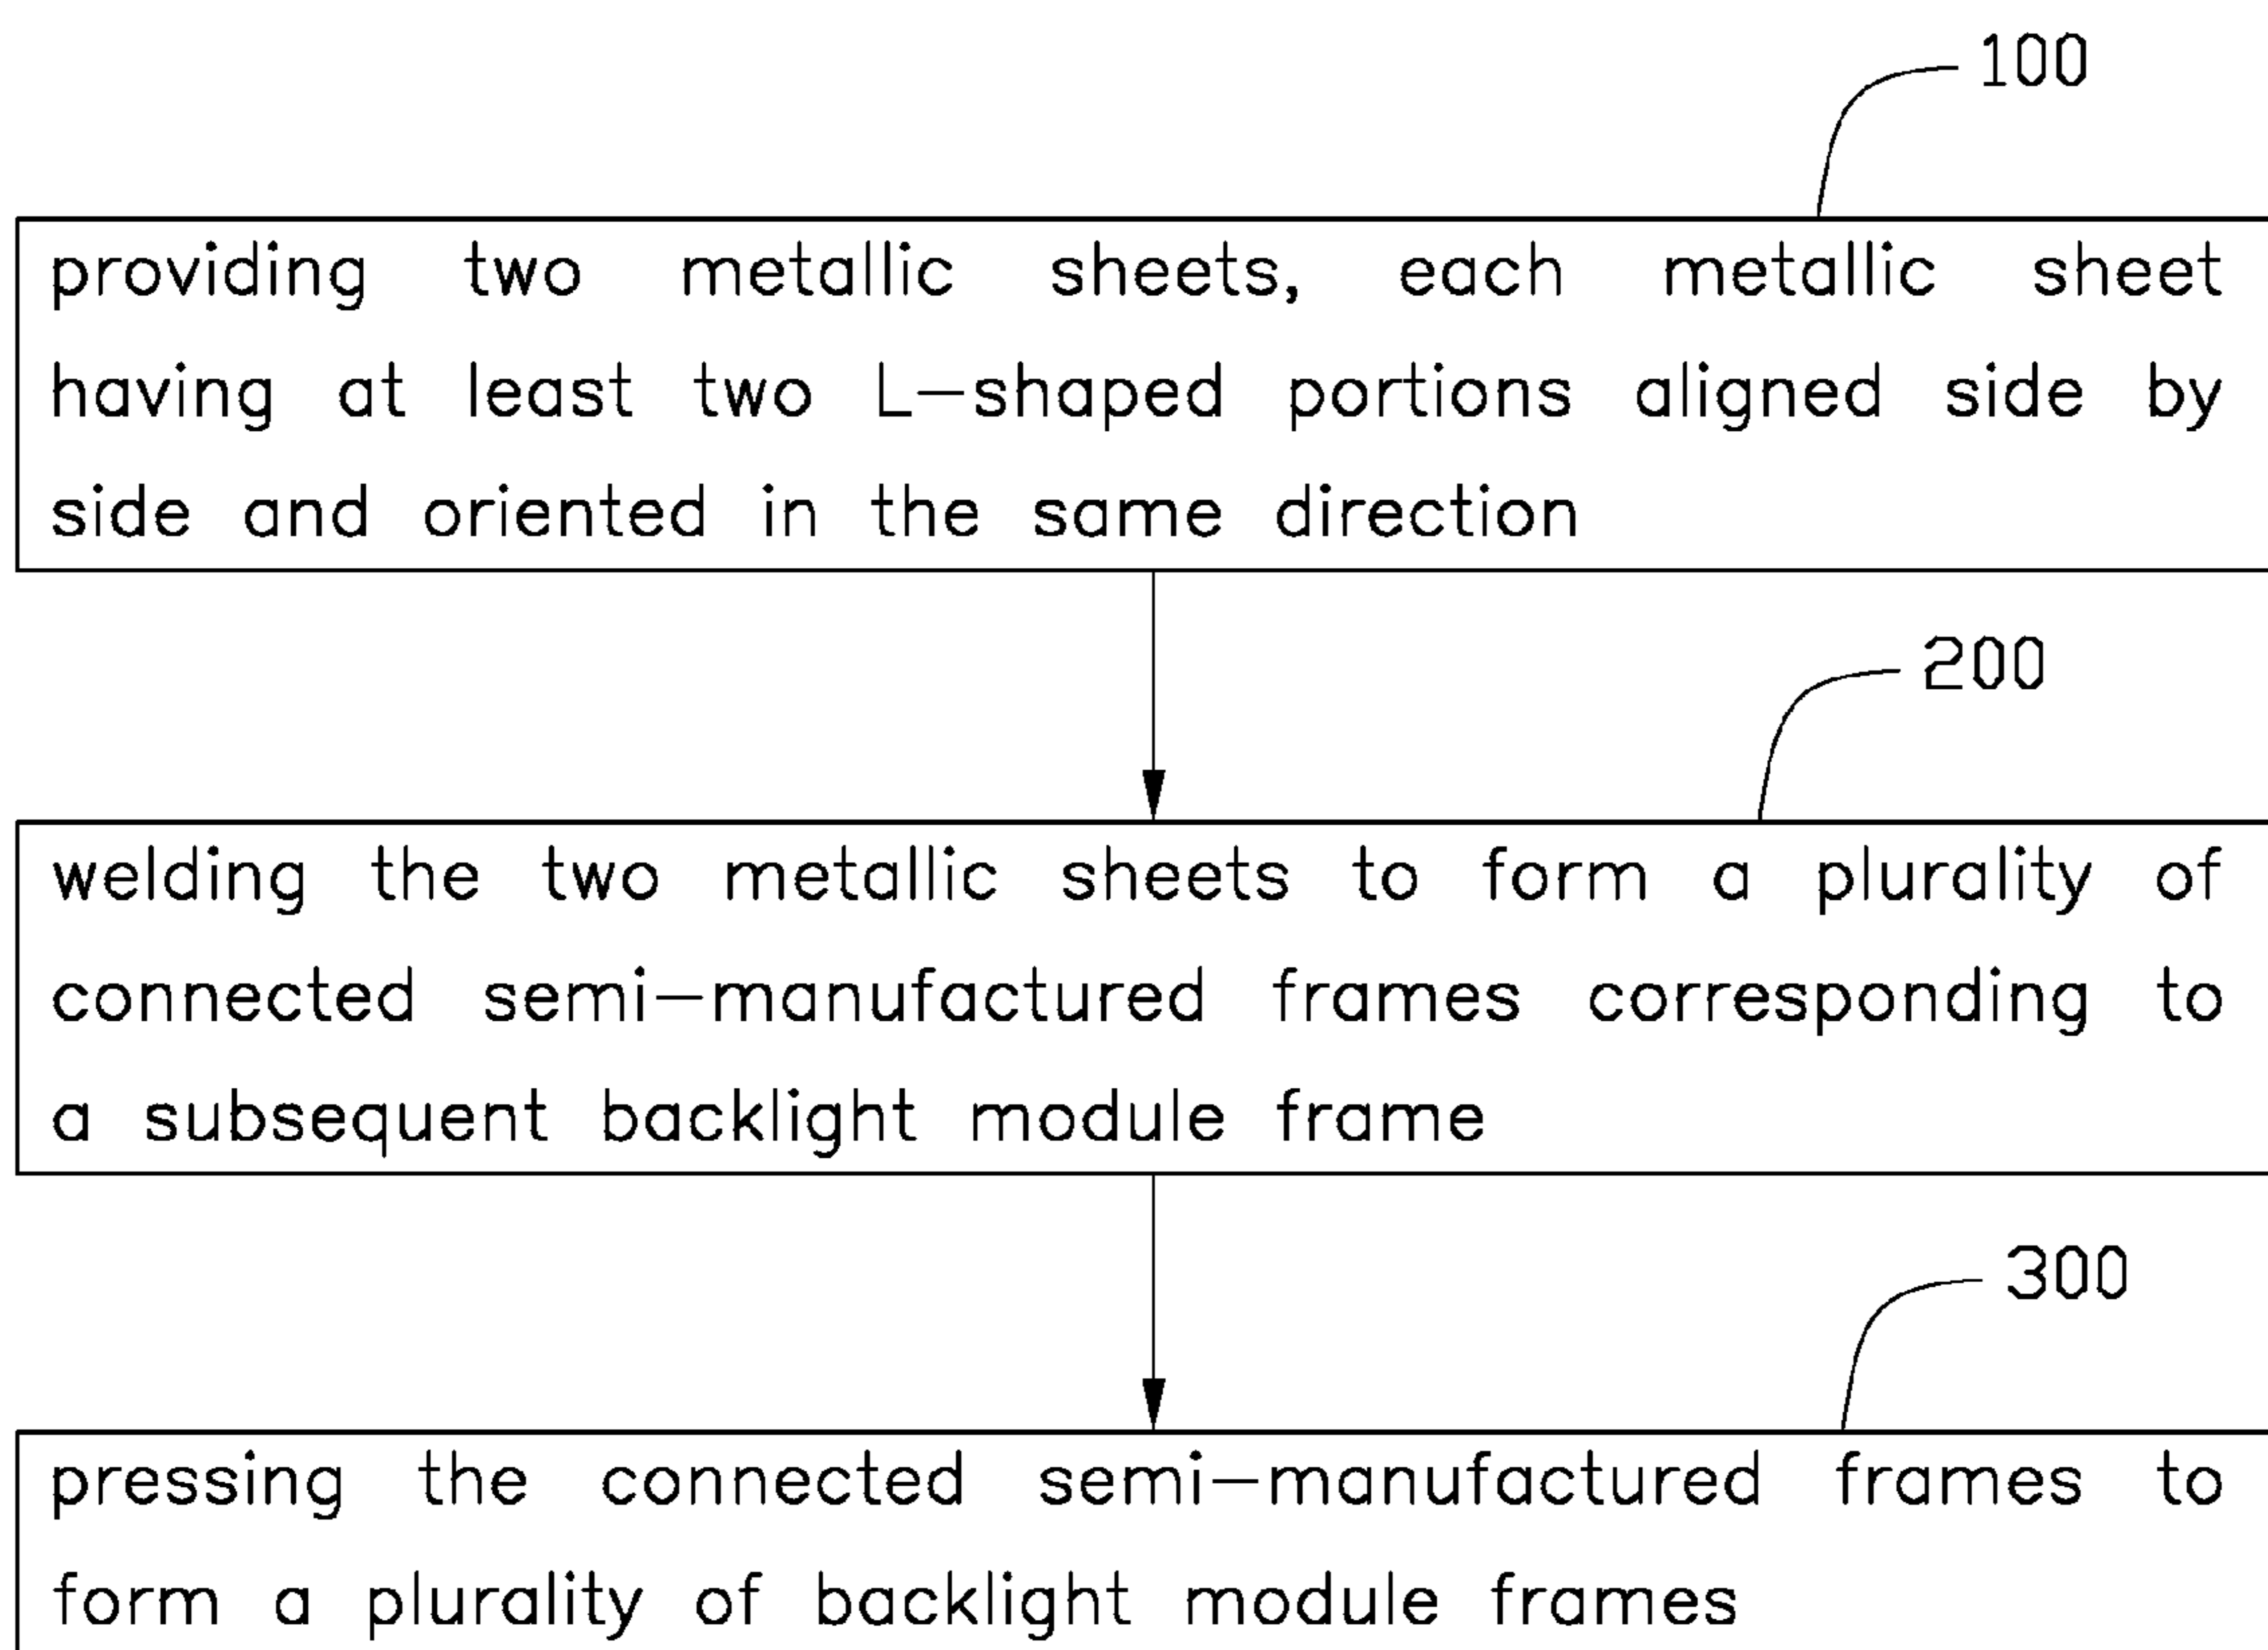 100
providing two metallic sheets, each metallic sheet
having at least two L-shaped portions aligned side by
side and oriented in the same direction
200
welding the two metallic sheets to form a plurality of
connected semi-manufactured frames corresponding to
a subsequent backlight module frame
300
pressing the connected semi-manufactured frames to
form a plurality of backlight module frames